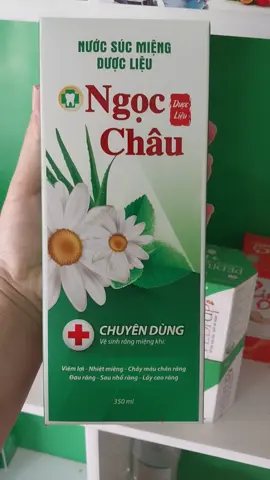 NƯỚC SÚC MIỆNG
DƯỢC LIỆU
Ngọc
Châu
Dược
Liệu
CHUYÊN DÙNG
Vệ sinh răng miệng khi:
Viêm lợi - Nhiệt miệng - Chảy máu chân răng
Đau răng - Sau nhổ răng - Lấy cao răng
350 ml